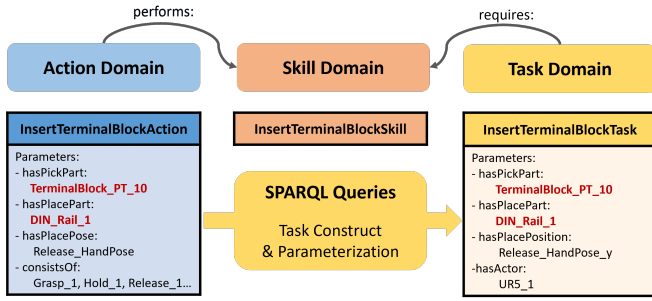 performs:
requires:
Action Domain
Skill Domain
Task Domain
InsertTerminalBlockAction
Parameters:
- hasPickPart:
TerminalBlock_PT_10
- hasPlacePart:
DIN_Rail_1
- hasPlacePose:
Release_HandPose
- consistsOf:
Grasp_1, Hold_1, Release_1...
InsertTerminalBlockSkill
SPARQL Queries
Task Construct
& Parameterization
InsertTerminalBlockTask
Parameters:
- hasPickPart:
TerminalBlock_PT_10
- hasPlacePart:
DIN_Rail_1
- hasPlacePosition:
Release_HandPose_y
-hasActor:
UR5_1